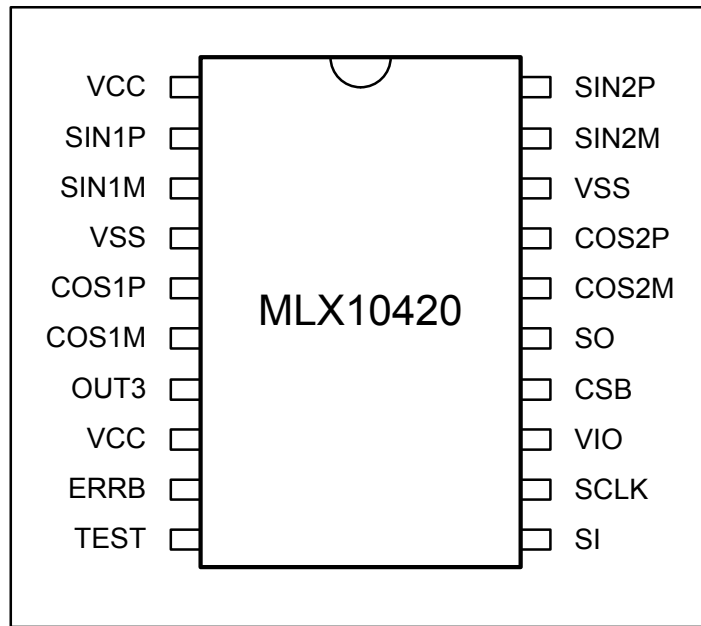 VCC
SIN1P
SIN1M
VSS
COS1P
COS1M
OUT3
VCC
ERRB
TEST
MLX10420
SIN2P
SIN2M
VSS
COS2P
COS2M
SO
CSB
VIO
SCLK
SI